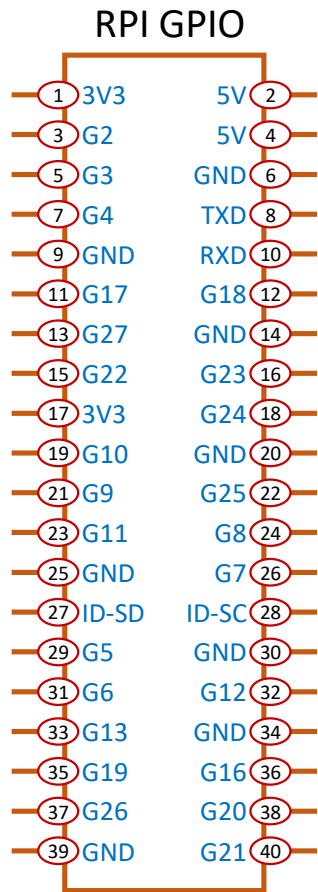 RPI GPIO
1 3V3 5V 2
3 G2 5V 4
5 G3 GND 6
7 G4 TXD 8
9 GND RXD 10
11 G17 G18 12
13 G27 GND 14
15 G22 G23 16
17 3V3 G24 18
19 G10 GND 20
21 G9 G25 22
23 G11 G8 24
25 GND G7 26
27 ID-SD ID-SC 28
29 G5 GND 30
31 G6 G12 32
33 G13 GND 34
35 G19 G16 36
37 G26 G20 38
39 GND G21 40